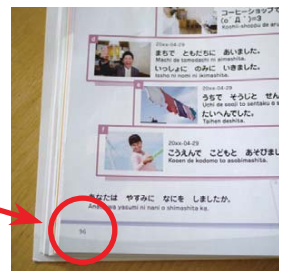 コーヒーショップで
(o´Д`)=3
20xx-04-29
まちで ともだちに あいました。
Machi de tomodachi ni aimashita.
いっしょに のみに いきました。
Issho ni nomi ni ikimashita.
20xx-04-29
うちで そうじと せん
Uchi de sooji to sentaku o s
たいへんでした。
Taihen deshita.
20xx-04-29
こうえんで こどもと あそびまし
Kooen de kodomo to asobimashita.
あなたは やすみに なにを しましたか。
Anata wa yasumi ni nani o shimashita ka.
96